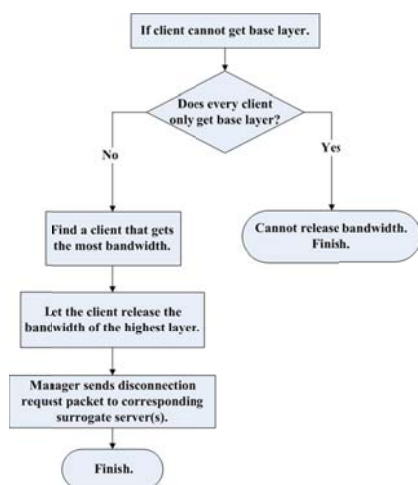 If client cannot get base layer.
Does every client
only get base layer?
No
Yes
Find a client that gets
the most bandwidth.
Cannot release bandwidth.
Finish.
Let the client release the
bandwidth of the highest layer.
Manager sends disconnection
request packet to corresponding
surrogate server(s).
Finish.